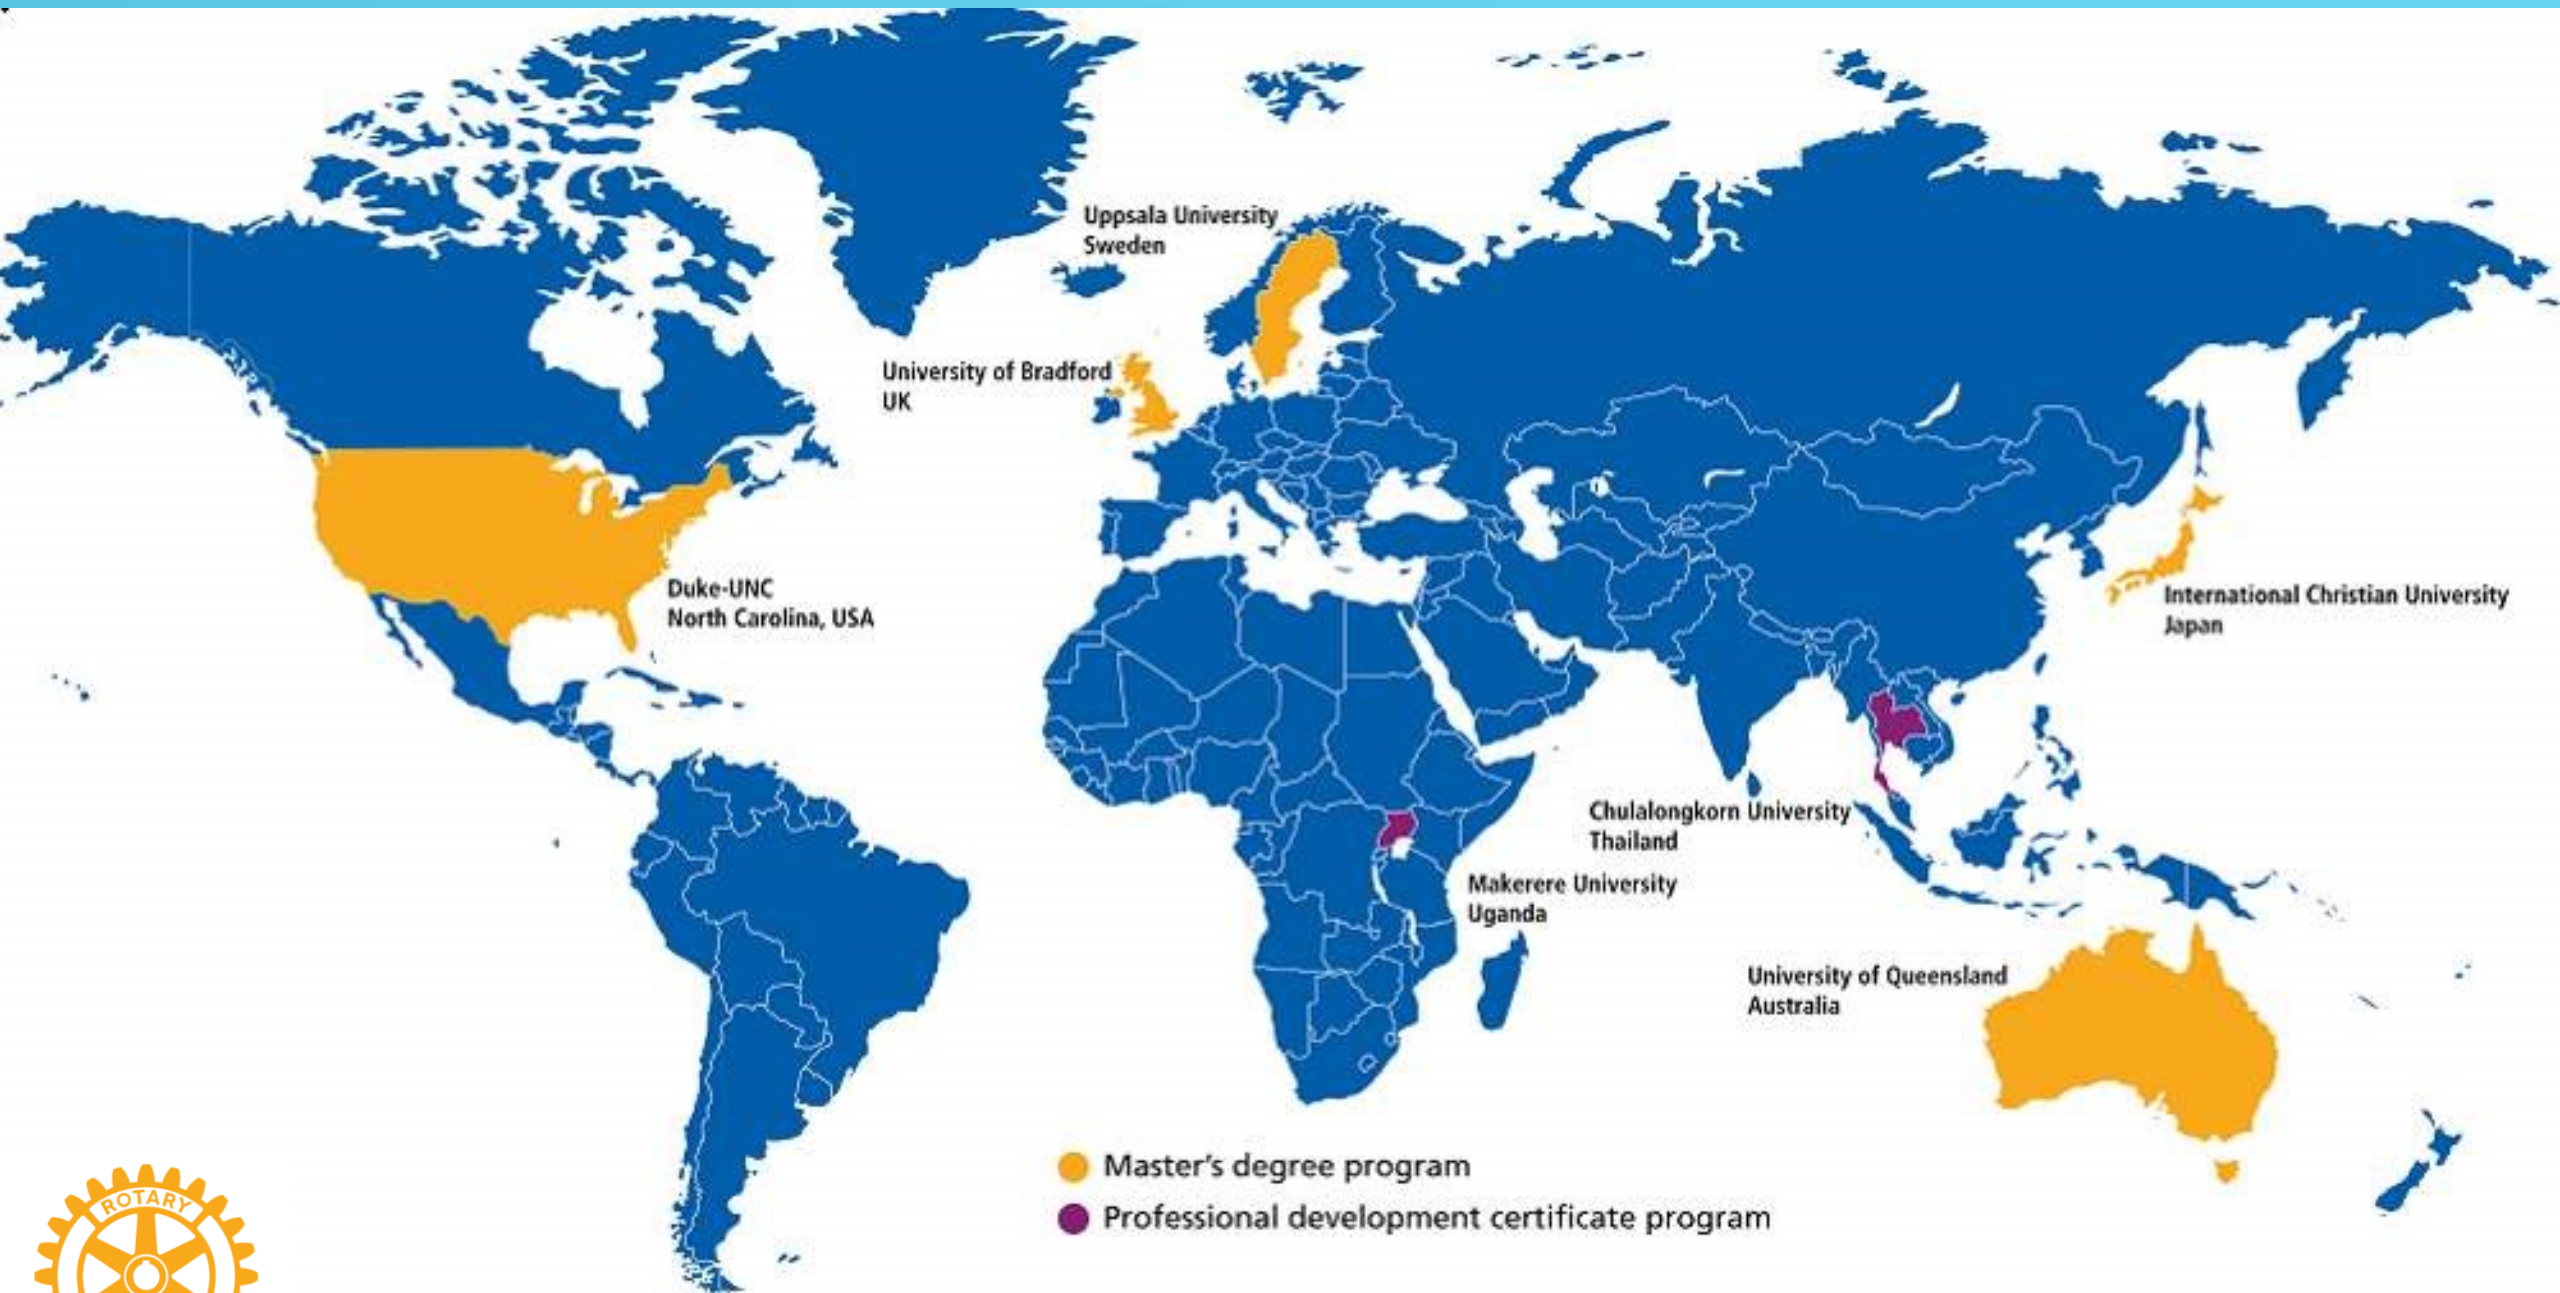 Uppsala University
Sweden
University of Bradford
UK
Duke-UNC
North Carolina, USA
International Christian University
Japan
Chulalongkorn University
Thailand
Makerere University
Uganda
University of Queensland
Australia
Master's degree program
Professional development certificate program
ROTARY